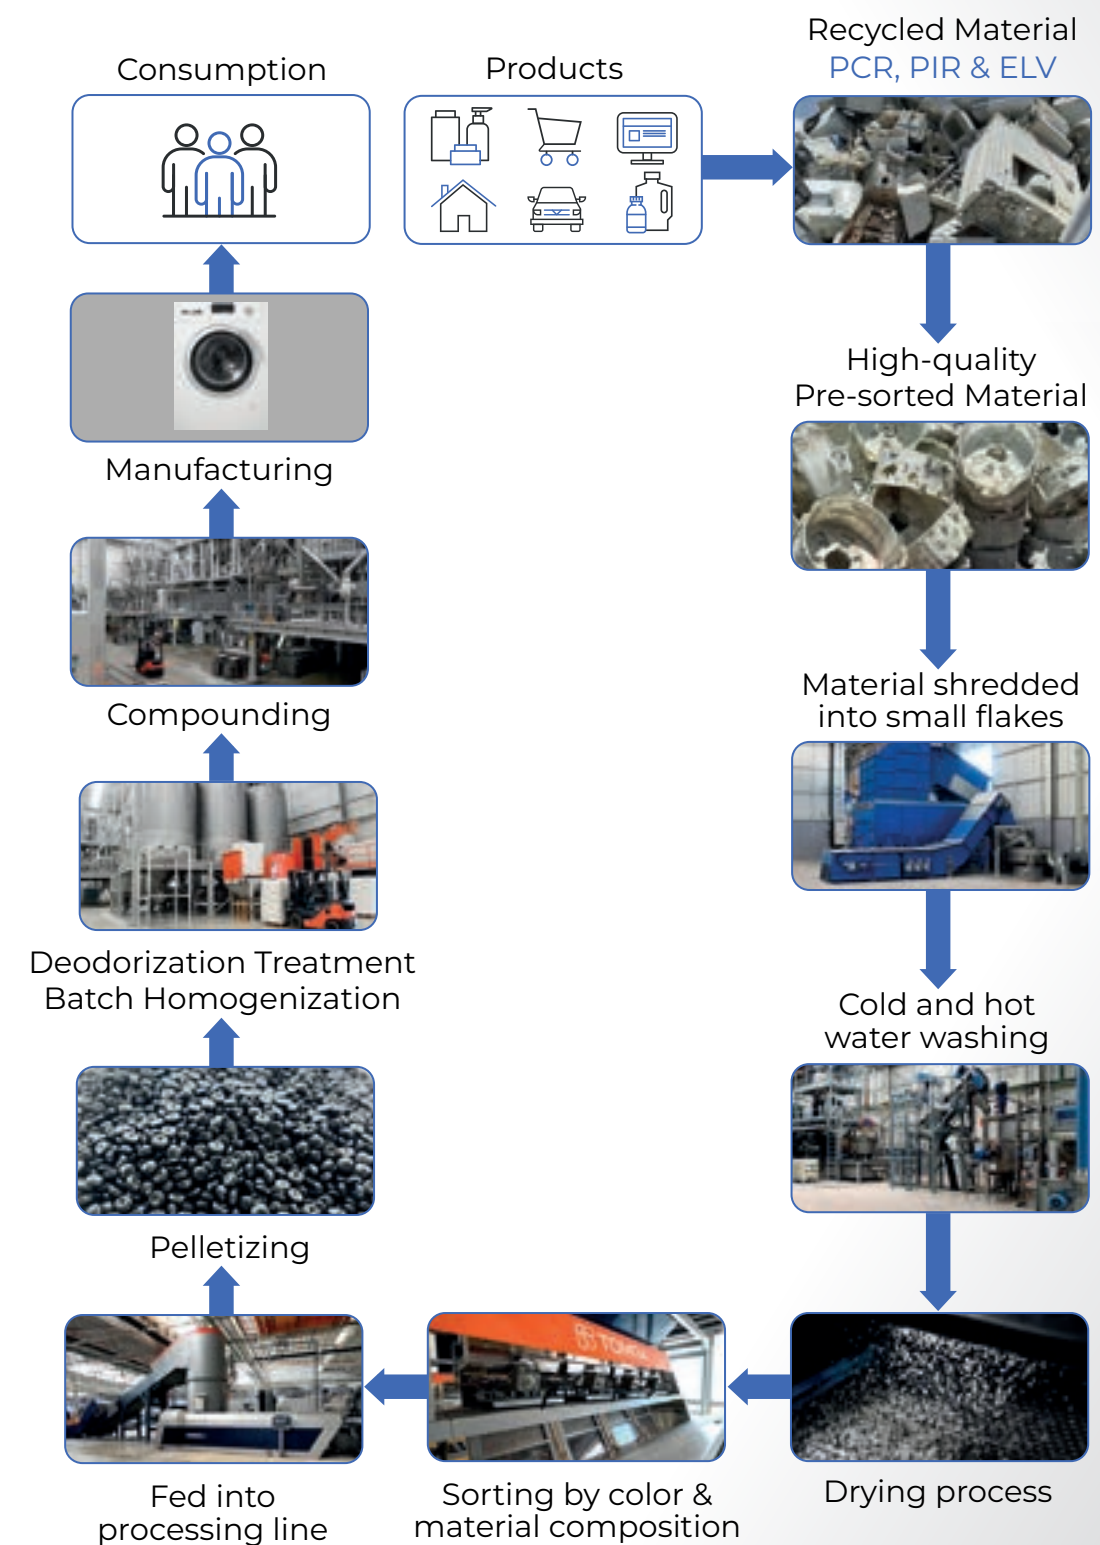 Consumption
Products
Recycled Material
PCR, PIR & ELV
High-quality
Pre-sorted Material
Manufacturing
Material shredded
into small flakes
Compounding
Deodorization Treatment
Batch Homogenization
Cold and hot
water washing
Pelletizing
Fed into
processing line
Sorting by color &
material composition
Drying process